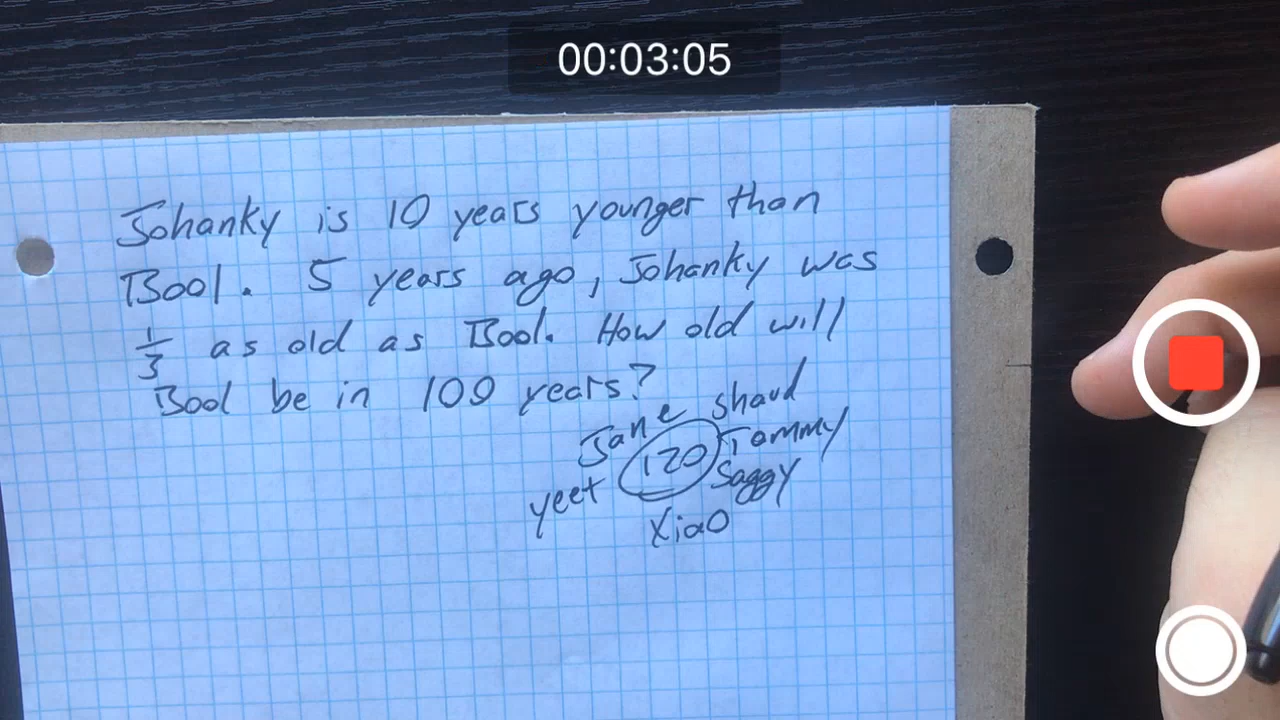 00:03:05
Johanky is 10 years younger than
Bool. 5 years ago, Johanky was
1/3 as old as Bool. How old will
Bool be in 100 years?
Jane shaud
120 Tommy
yeet Saggy
Xiao